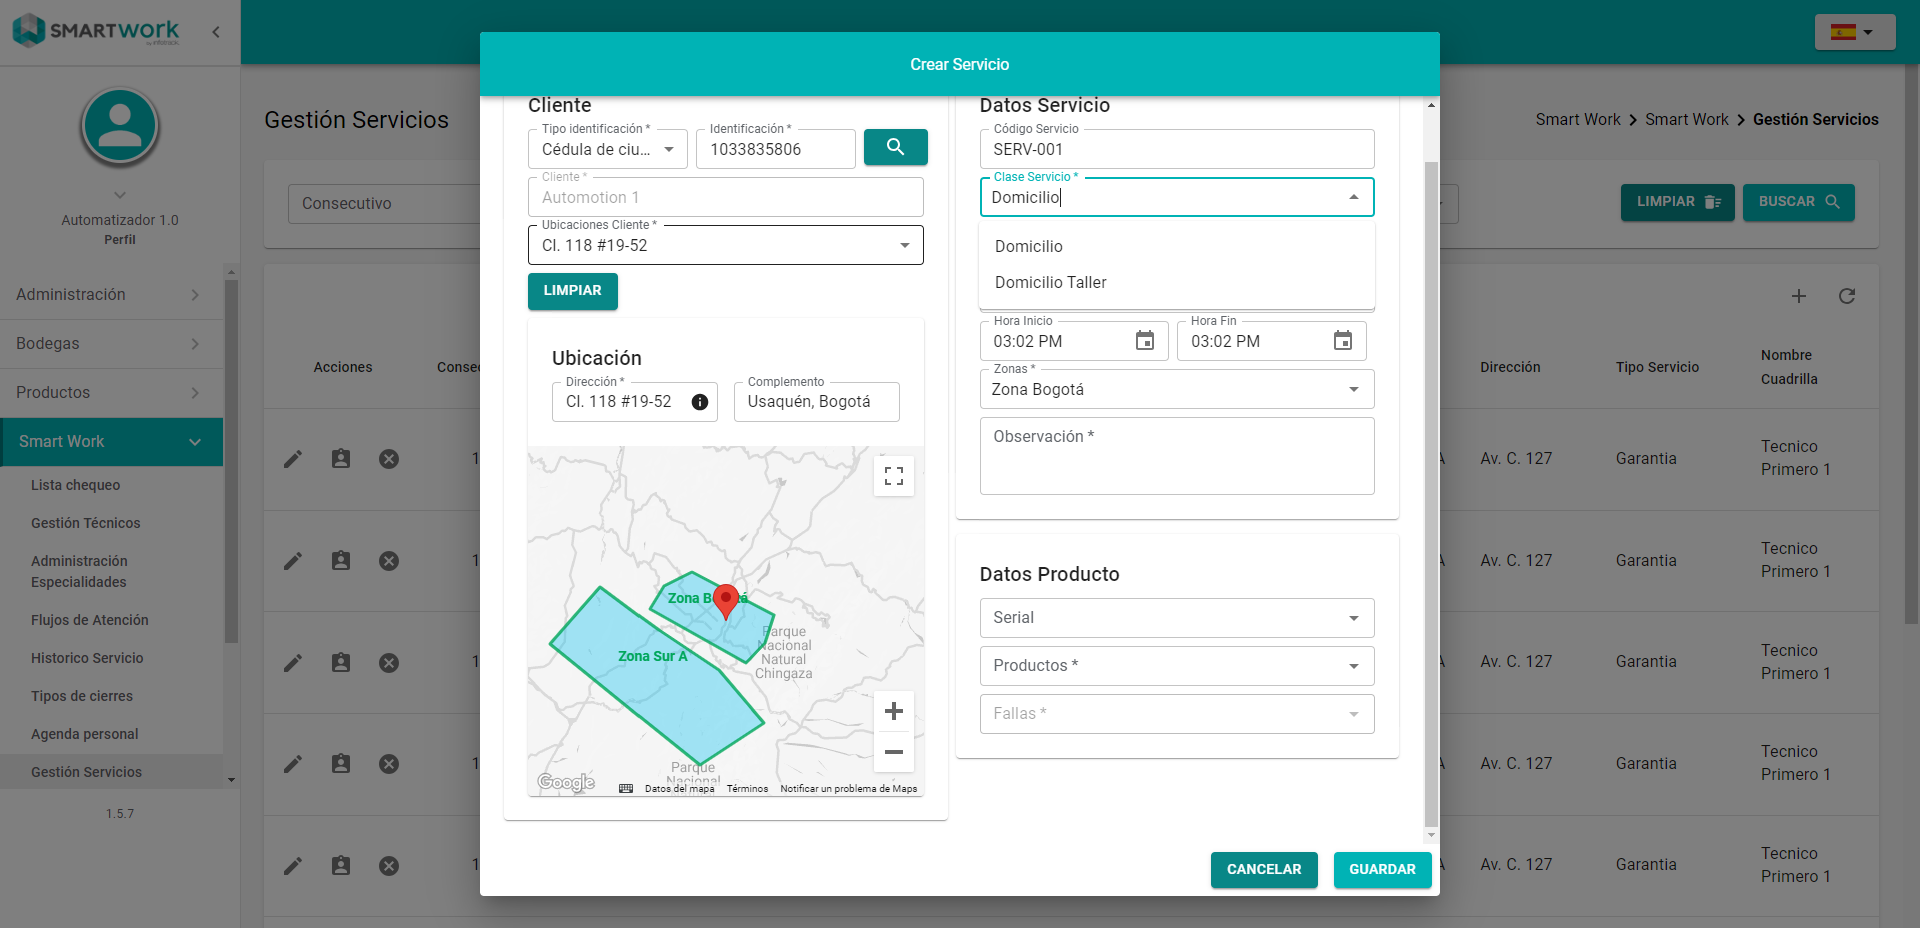 SMARTWORK
by infotrack
Automatizador 1.0
Perfil
Administración
Bodegas
Productos
Smart Work
Lista chequeo
Gestión Técnicos
Administración
Especialidades
Flujos de Atención
Historico Servicio
Tipos de cierres
Agenda personal
Gestión Servicios
1.5.7
Gestión Servicios
Smart Work
Smart Work
Gestión Servicios
Consecutivo
LIMPIAR
BUSCAR
Acciones
Dirección
Tipo Servicio
Nombre
Cuadrilla
Av. C. 127
Garantia
Tecnico
Primero 1
Av. C. 127
Garantia
Tecnico
Primero 1
Av. C. 127
Garantia
Tecnico
Primero 1
Av. C. 127
Garantia
Tecnico
Primero 1
Av. C. 127
Garantia
Tecnico
Primero 1
Crear Servicio
Cliente
Tipo identificación *
Cédula de ciu...
Identificación *
1033835806
Cliente *
Automotion 1
Ubicaciones Cliente *
Cl. 118 #19-52
LIMPIAR
Ubicación
Dirección *
Cl. 118 #19-52
Complemento
Usaquén, Bogotá
Zona B tá
Zona Sur A
Parque
Nacional
Natural
Chingaza
Parque
Nacional
Google
Datos del mapa
Términos
Notificar un problema de Maps
Datos Servicio
Código Servicio
SERV-001
Clase Servicio *
Domicilio
Domicilio
Domicilio Taller
Hora Inicio
03:02 PM
Hora Fin
03:02 PM
Zonas *
Zona Bogotá
Observación *
Datos Producto
Serial
Productos *
Fallas *
CANCELAR
GUARDAR